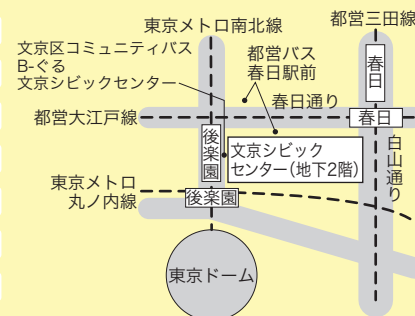 東京メトロ南北線
都営三田線
文京区コミュニティバス
B-ぐる
文京シビックセンター
都営バス
春日駅前
春日
春日通り
都営大江戸線
春日
後楽園
文京シビック
センター(地下2階)
白山通り
東京メトロ
丸ノ内線
後楽園
東京ドーム